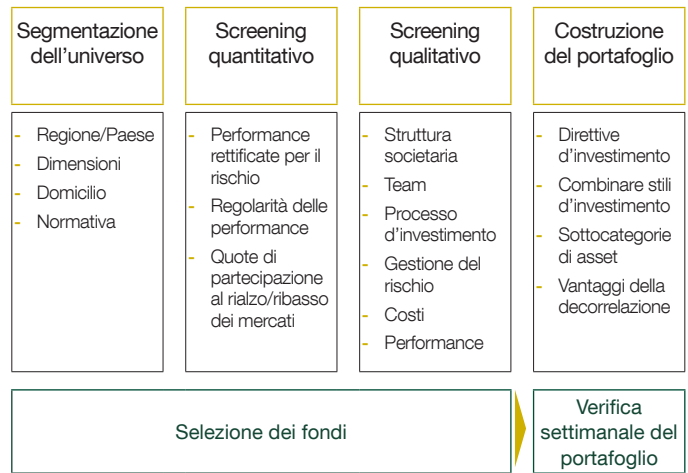 Segmentazione
dell'universo
Screening
quantitativo
Screening
qualitativo
Costruzione
del portafoglio
- Regione/Paese
- Dimensioni
- Domicilio
- Normativa
- Performance
rettificate per il
rischio
- Regolarità delle
performance
- Quote di
partecipazione
al rialzo/ribasso
dei mercati
- Struttura
societaria
- Team
- Processo
d'investimento
- Gestione del
rischio
- Costi
- Performance
- Direttive
d'investimento
- Combinare stili
d'investimento
- Sottocategorie
di asset
- Vantaggi della
decorrelazione
Selezione dei fondi
Verifica
settimanale del
portafoglio